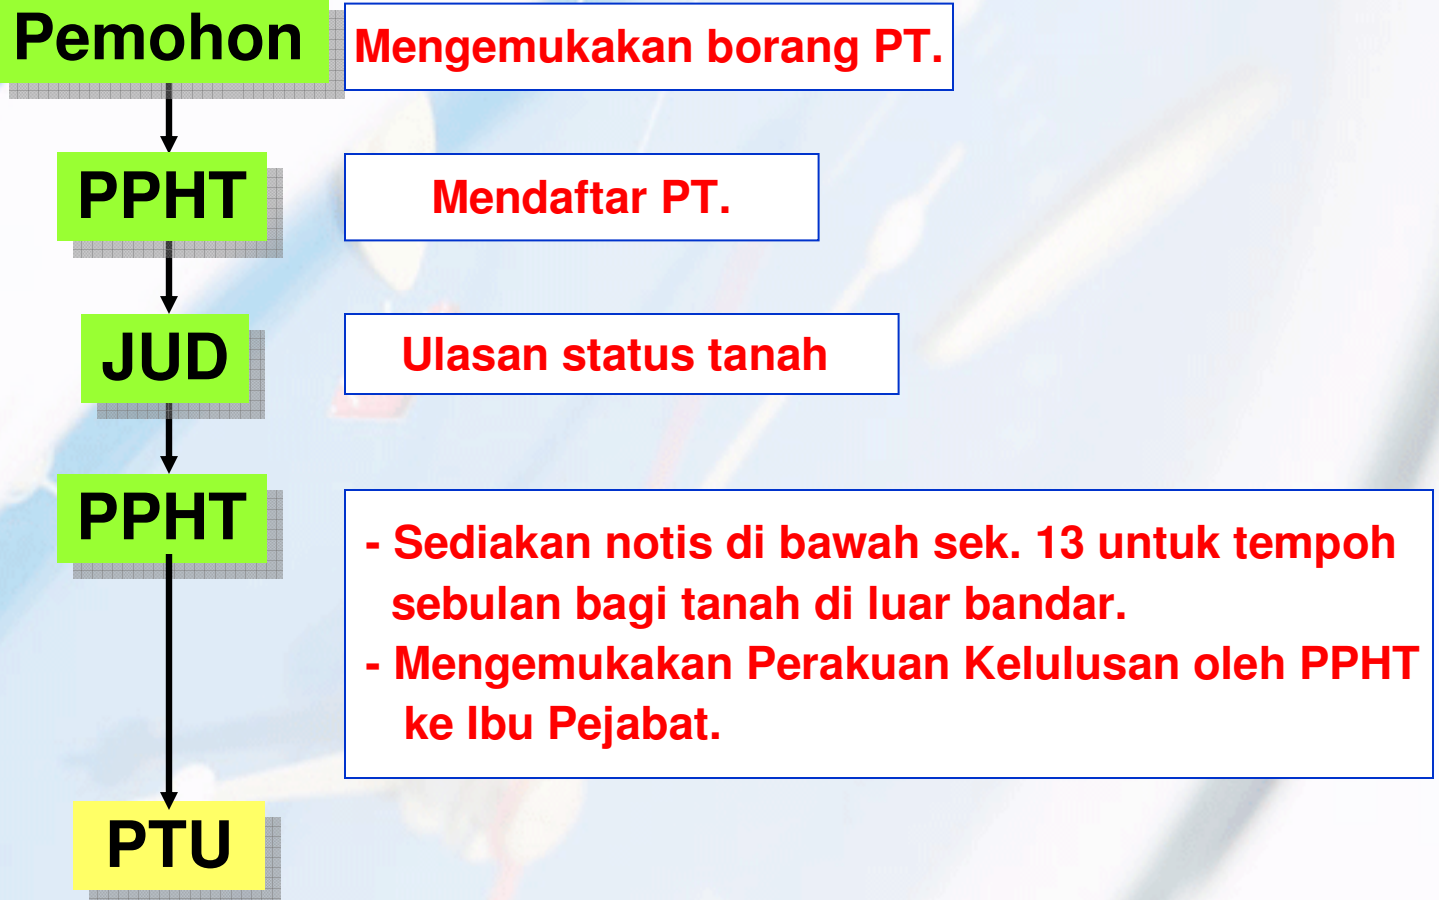 Pemohon
Mengemukakan borang PT.
PPHT
Mendaftar PT.
JUD
Ulasan status tanah
PPHT
- Sediakan notis di bawah sek. 13 untuk tempoh
sebulan bagi tanah di luar bandar.
- Mengemukakan Perakuan Kelulusan oleh PPHT
ke Ibu Pejabat.
PTU